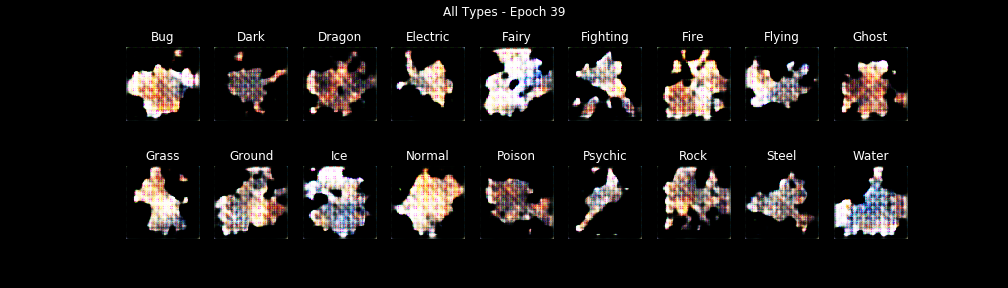 All Types - Epoch 39
Bug Dark Dragon Electric Fairy Fighting Fire Flying Ghost
Grass Ground Ice Normal Poison Psychic Rock Steel Water